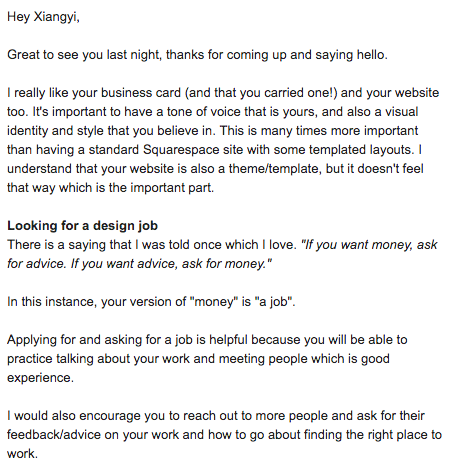 Hey Xiangyi,
Great to see you last night, thanks for coming up and saying hello.
I really like your business card (and that you carried one!) and your website
too. It's important to have a tone of voice that is yours, and also a visual
identity and style that you believe in. This is many times more important
than having a standard Squarespace site with some templated layouts. I
understand that your website is also a theme/template, but it doesn't feel
that way which is the important part.
Looking for a design job
There is a saying that I was told once which I love. "If you want money, ask
for advice. If you want advice, ask for money."
In this instance, your version of "money" is "a job".
Applying for and asking for a job is helpful because you will be able to
practice talking about your work and meeting people which is good
experience.
I would also encourage you to reach out to more people and ask for their
feedback/advice on your work and how to go about finding the right place to
work.